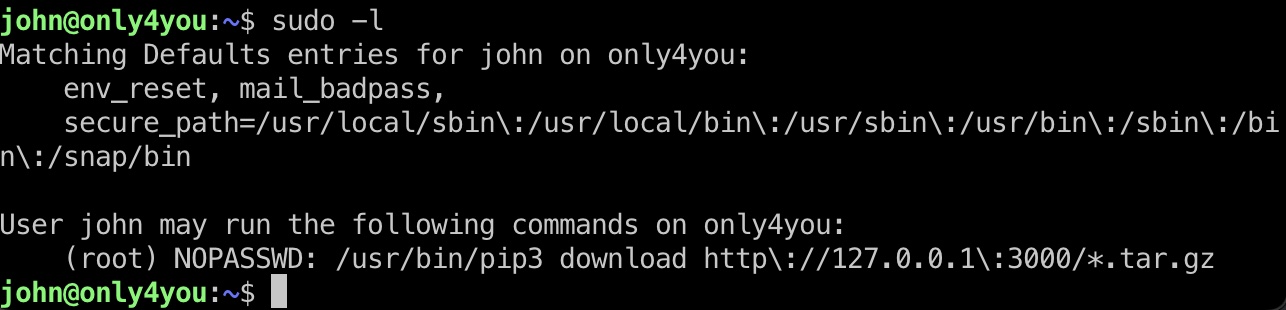 john@only4you:~$ sudo -l
Matching Defaults entries for john on only4you:
    env_reset, mail_badpass,
    secure_path=/usr/local/sbin\:/usr/local/bin\:/usr/sbin\:/usr/bin\:/sbin\:/bi
n\:/snap/bin

User john may run the following commands on only4you:
    (root) NOPASSWD: /usr/bin/pip3 download http\://127.0.0.1\:3000/*.tar.gz
john@only4you:~$